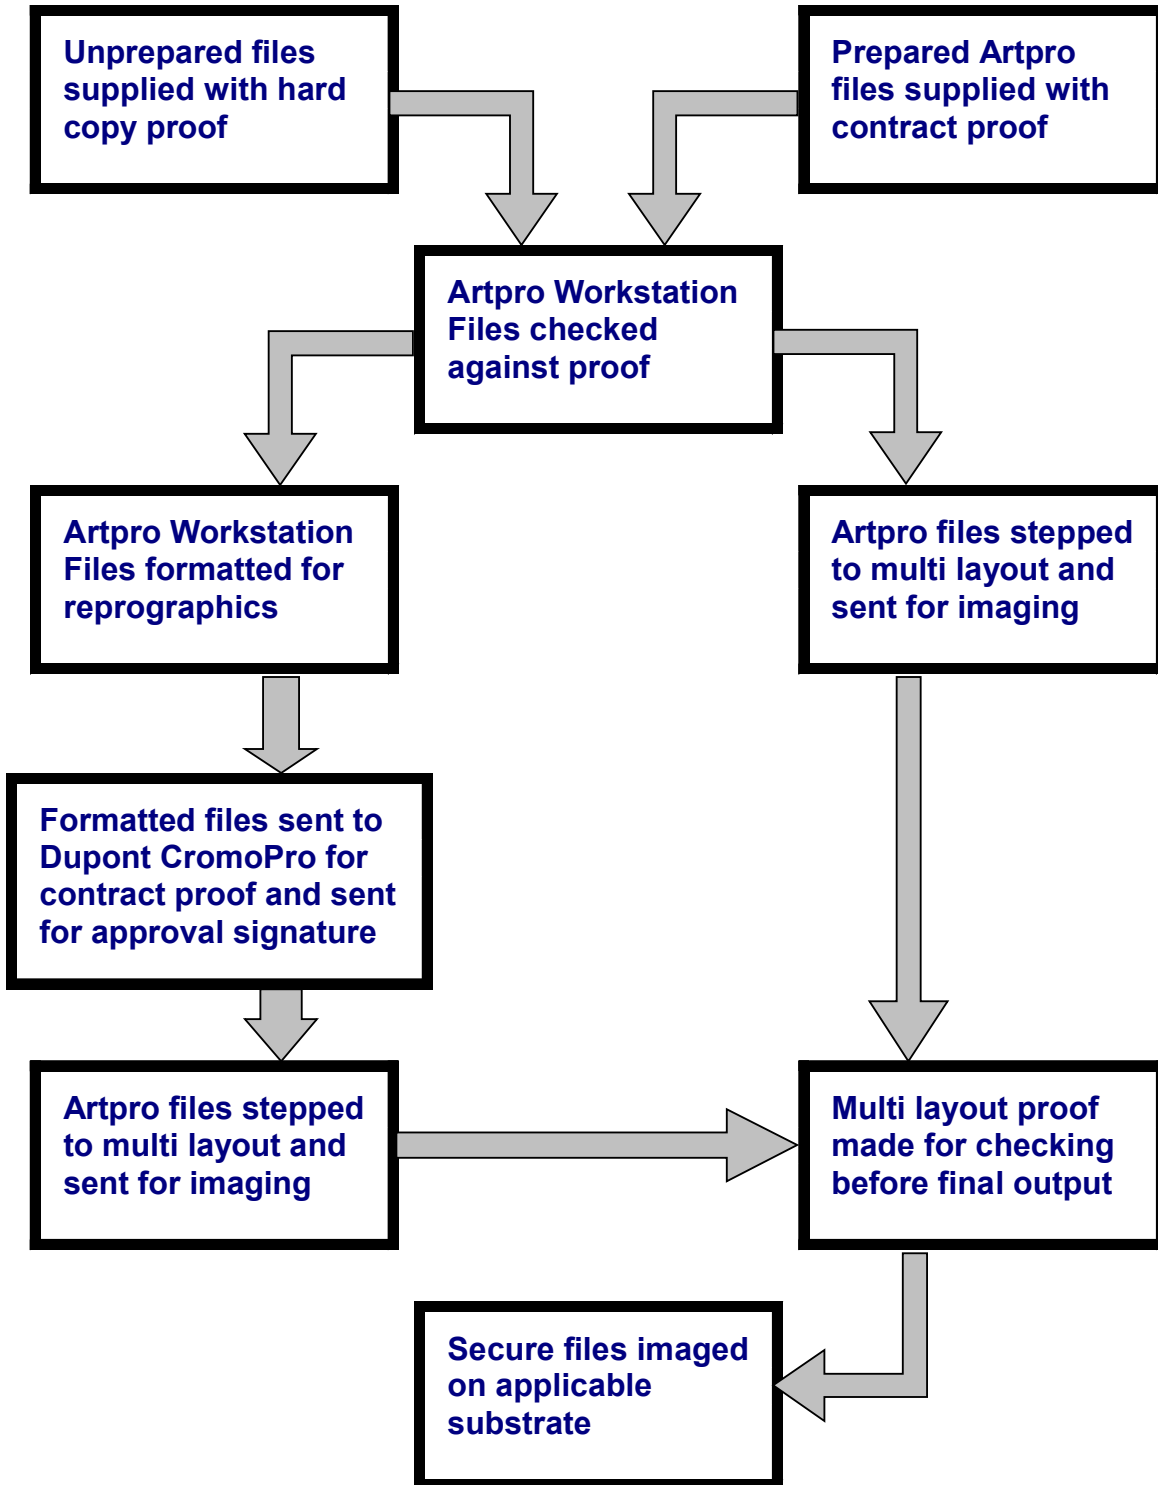 Unprepared files
supplied with hard
copy proof
Prepared Artpro
files supplied with
contract proof
Artpro Workstation
Files checked
against proof
Artpro Workstation
Files formatted for
reprographics
Artpro files stepped
to multi layout and
sent for imaging
Formatted files sent to
Dupont CromoPro for
contract proof and sent
for approval signature
Artpro files stepped
to multi layout and
sent for imaging
Multi layout proof
made for checking
before final output
Secure files imaged
on applicable
substrate